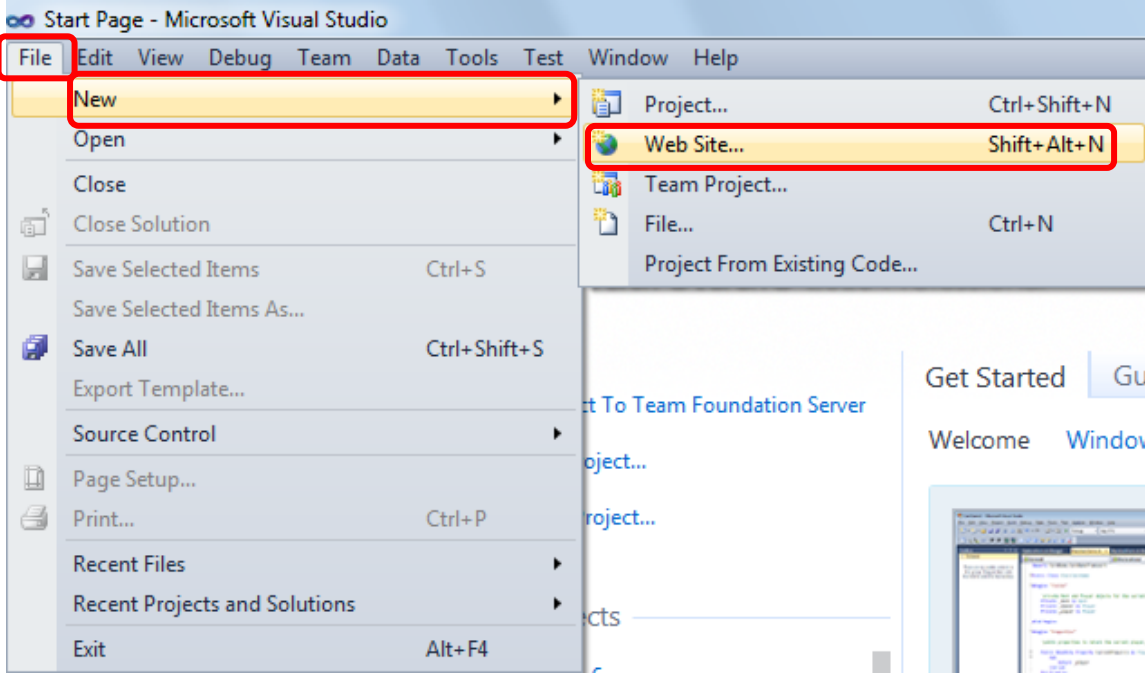 Start Page - Microsoft Visual Studio
File Edit View Debug Team Data Tools Test Window Help
New
Open
Close
Close Solution
Save Selected Items Ctrl+S
Save Selected Items As...
Save All Ctrl+Shift+S
Export Template...
Source Control
Page Setup...
Print... Ctrl+P
Recent Files
Recent Projects and Solutions
Exit Alt+F4
Project... Ctrl+Shift+N
Web Site... Shift+Alt+N
Team Project...
File... Ctrl+N
Project From Existing Code...
To Team Foundation Server
oject...
roject...
ects
Get Started Gu
Welcome Window